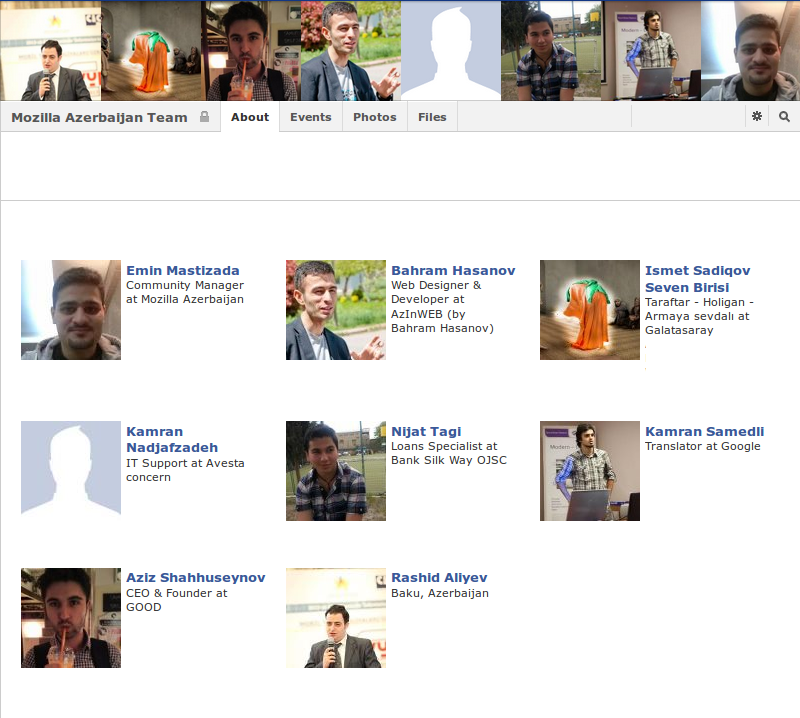 Mozilla Azerbaijan Team
About
Events
Photos
Files
Emin Mastizada
Community Manager
at Mozilla Azerbaijan
Bahram Hasanov
Web Designer &
Developer at
AzInWEB (by
Bahram Hasanov)
Ismet Sadiqov
Seven Birisi
Taraftar - Holigan -
Armaya sevdalı at
Galatasaray
Kamran
Nadjafzadeh
IT Support at Avesta
concern
Nijat Tagi
Loans Specialist at
Bank Silk Way OJSC
Kamran Samedli
Translator at Google
Aziz Shahhuseynov
CEO & Founder at
GOOD
Rashid Aliyev
Baku, Azerbaijan